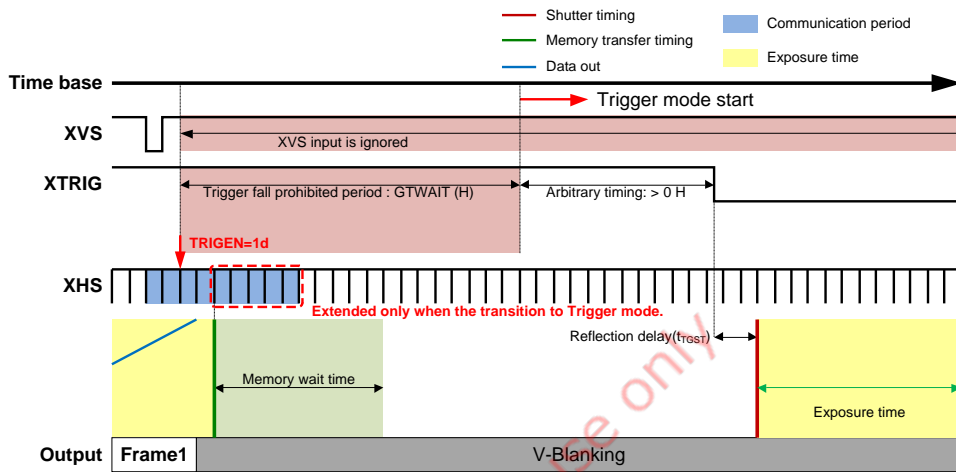 Shutter timing
Communication period
Memory transfer timing
Data out
Exposure time
Time base
Trigger mode start
XVS
XVS input is ignored
XTRIG
Trigger fall prohibited period : GTWAIT (H)
Arbitrary timing: > 0 H
TRIGEN=1d
XHS
Extended only when the transition to Trigger mode.
Reflection delay(tTGST)
Memory wait time
Exposure time
Output
Frame1
V-Blanking
only